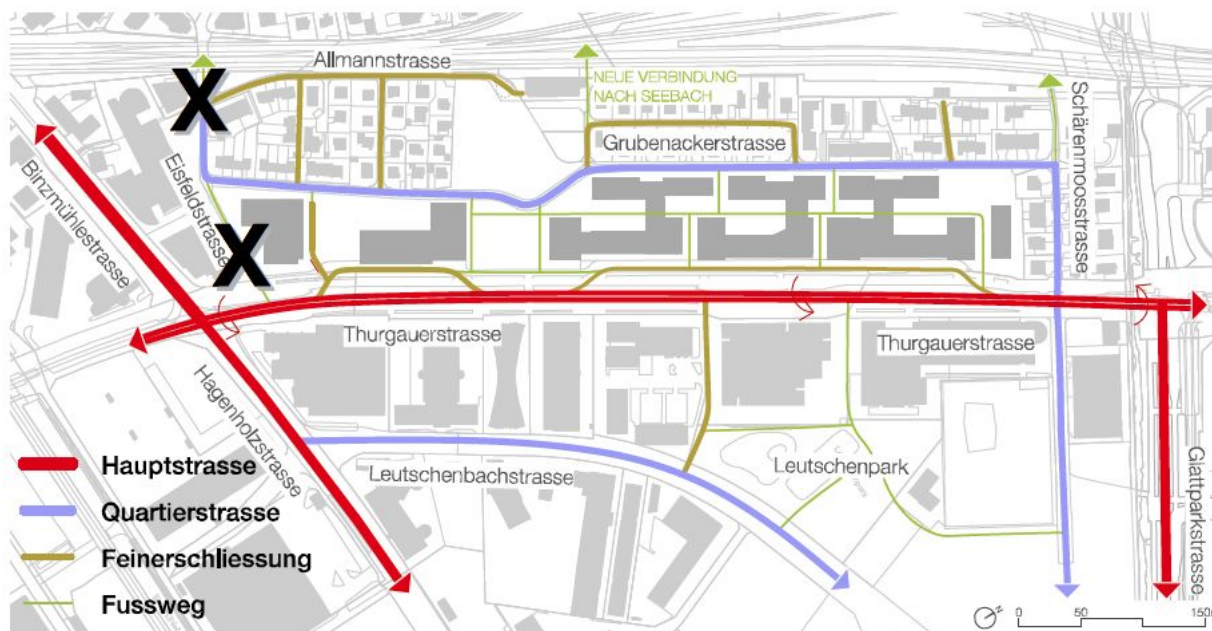 Allmannstrasse
NEUE VERBINDUNG
NACH SEEBACH
Schärenmoosstrasse
X
Grubenackerstrasse
Binzmühlestrasse
Eisfeldstrasse
X
Thurgauerstrasse
Thurgauerstrasse
Hagenholzstrasse
Leutschenbachstrasse
Leutschenpark
Glattparkstrasse
Hauptstrasse
Quartierstrasse
Feinerschliessung
Fussweg
N
0 50 150m